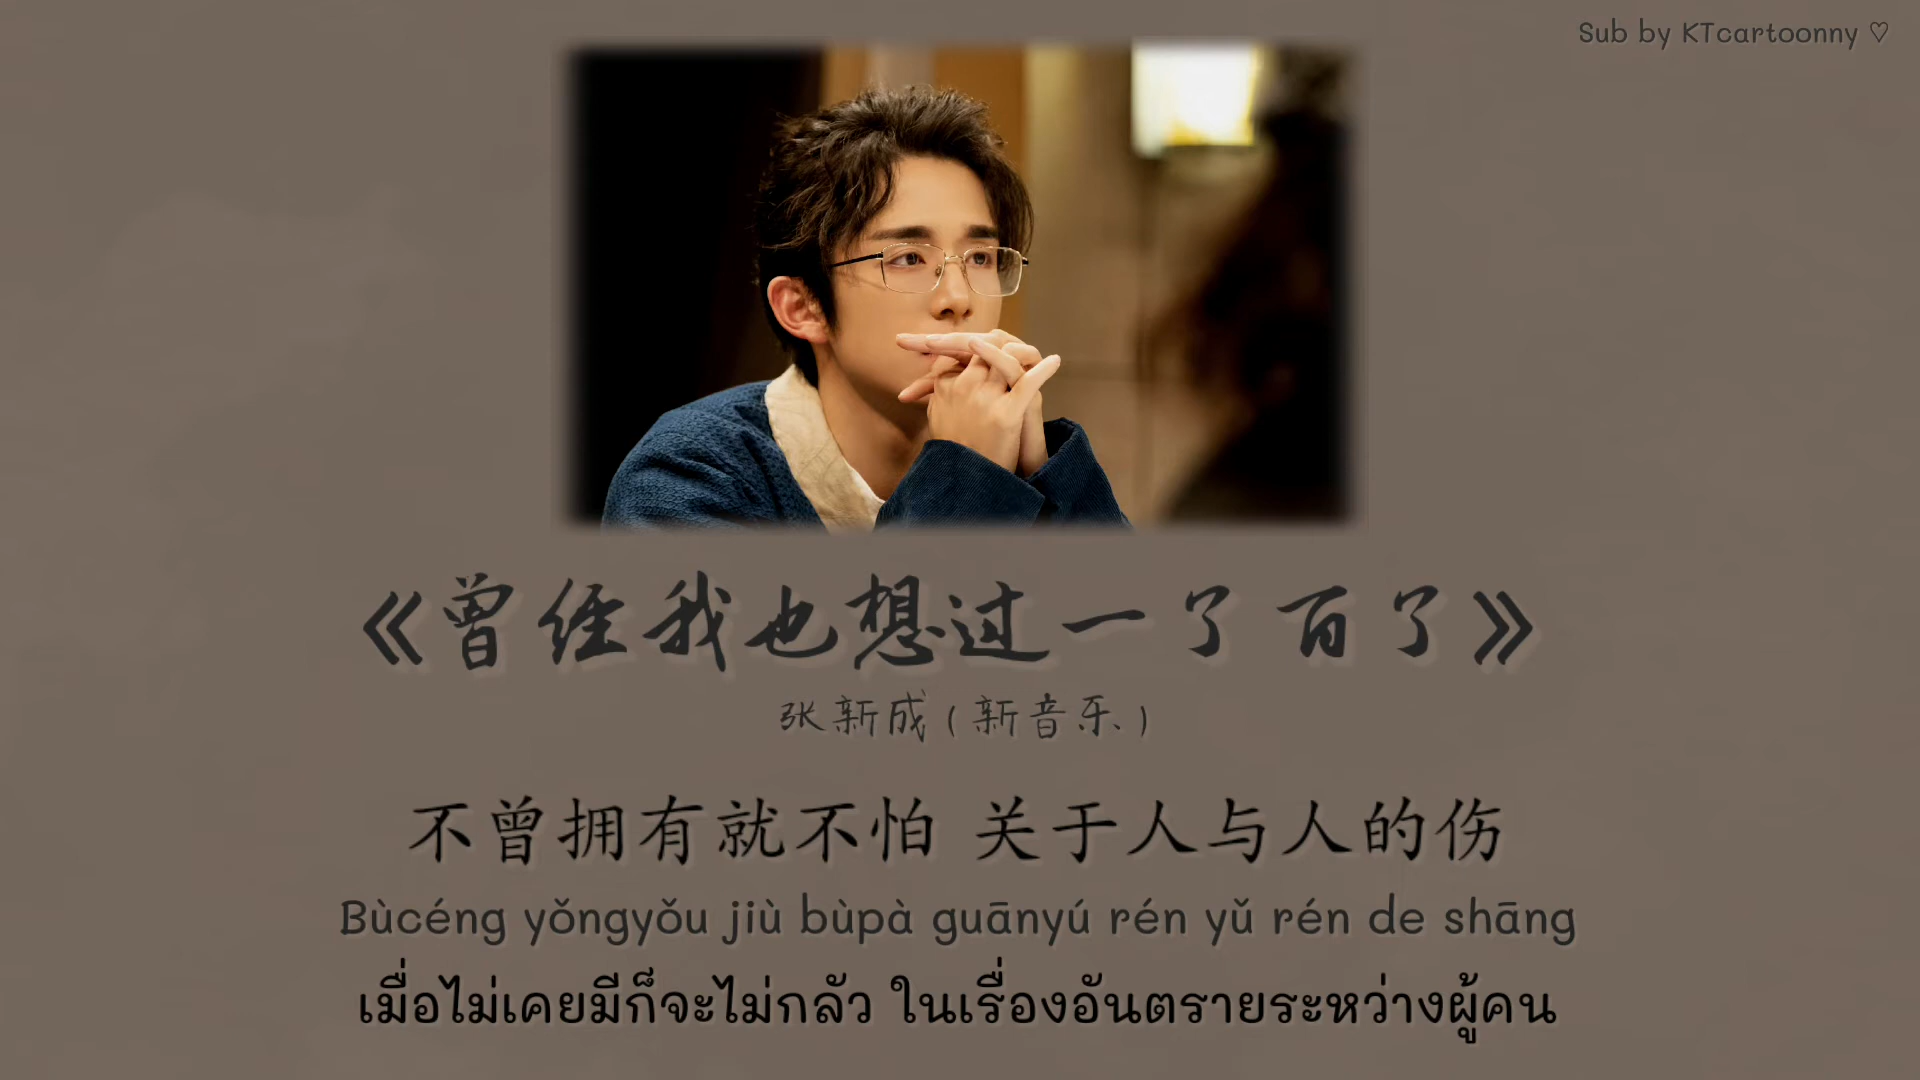 Sub by KTcartoonny ♡
《曾经我也想过一了百了》
张新成 ( 新音乐 )
不曾拥有就不怕 关于人与人的伤
Bùcéng yǒngyǒu jiù bùpà guānyú rén yǔ rén de shāng
เมื่อไม่เคยมีก็จะไม่กลัว ในเรื่องอันตรายระหว่างผู้คน